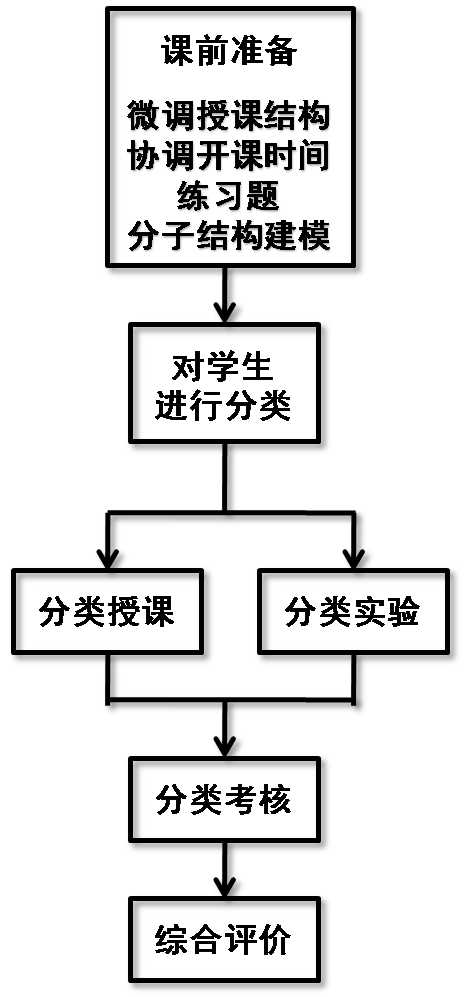 课前准备
微调授课结构
协调开课时间
练习题
分子结构建模
对学生
进行分类
分类授课
分类实验
分类考核
综合评价